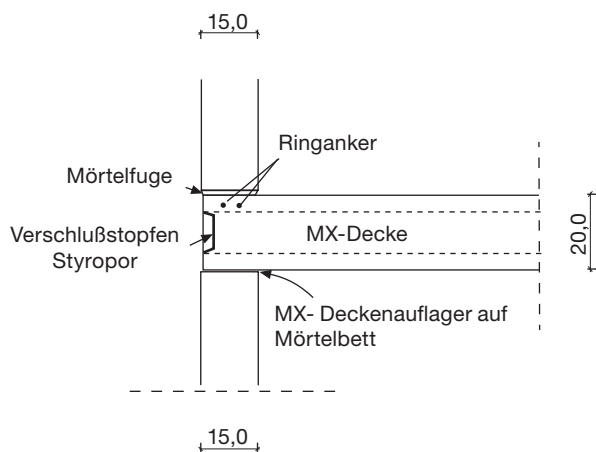 15,0
Ringanker
Mörtelfuge
Verschlußstopfen
Styropor
MX-Decke
20,0
MX- Deckenauflager auf
Mörtelbett
15,0